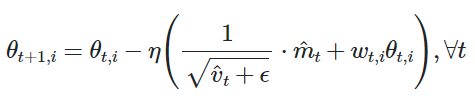 θ_{t+1,i} = θ_{t,i} − η( 1/√(v̂_t + ϵ) · m̂_t + w_{t,i}θ_{t,i} ), ∀t